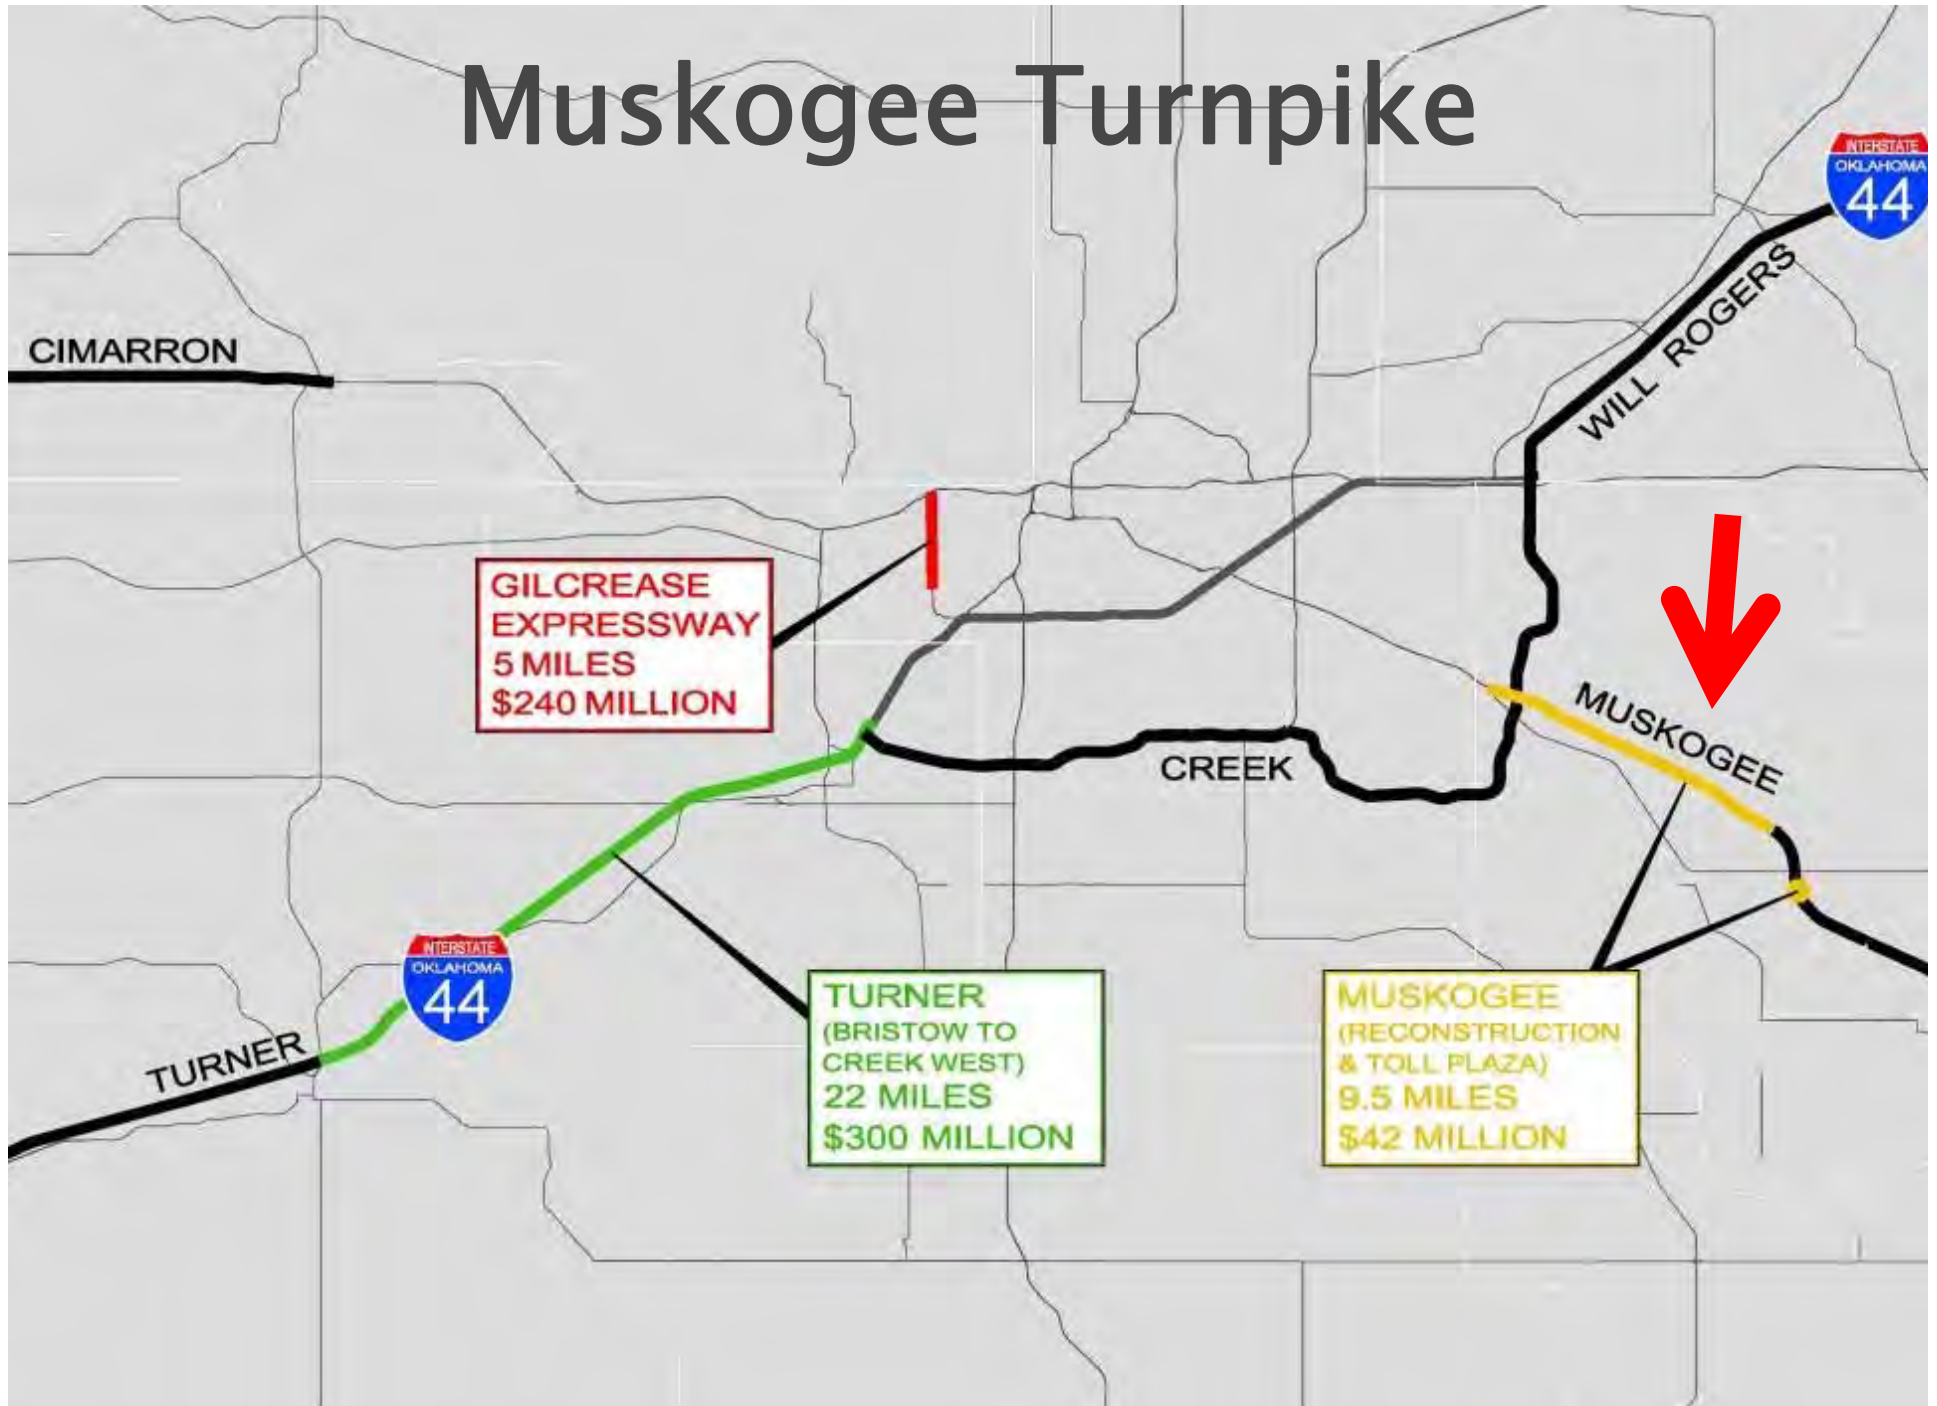 Muskogee Turnpike
INTERSTATE
OKLAHOMA
44
WILL ROGERS
CIMARRON
GILCREASE
EXPRESSWAY
5 MILES
$240 MILLION
MUSKOGEE
CREEK
INTERSTATE
OKLAHOMA
44
TURNER
TURNER
(BRISTOW TO
CREEK WEST)
22 MILES
$300 MILLION
MUSKOGEE
(RECONSTRUCTION
& TOLL PLAZA)
9.5 MILES
$42 MILLION